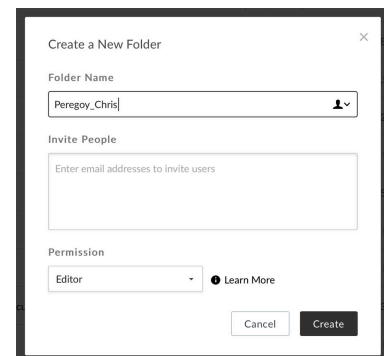 Create a New Folder
Folder Name
Peregoy_Chris
Invite People
Enter email addresses to invite users
Permission
Editor
Learn More
Cancel
Create